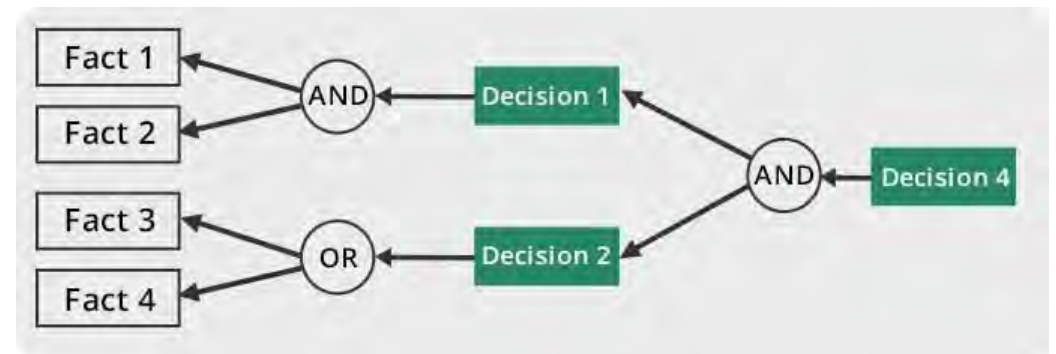 Fact 1
Fact 2
AND
Decision 1
AND
Decision 4
Fact 3
Fact 4
OR
Decision 2